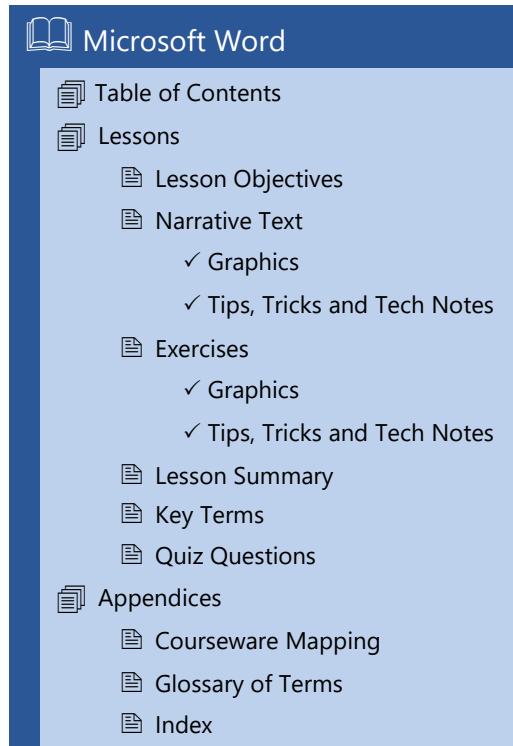 Microsoft Word
Table of Contents
Lessons
Lesson Objectives
Narrative Text
✓ Graphics
✓ Tips, Tricks and Tech Notes
Exercises
✓ Graphics
✓ Tips, Tricks and Tech Notes
Lesson Summary
Key Terms
Quiz Questions
Appendices
Courseware Mapping
Glossary of Terms
Index